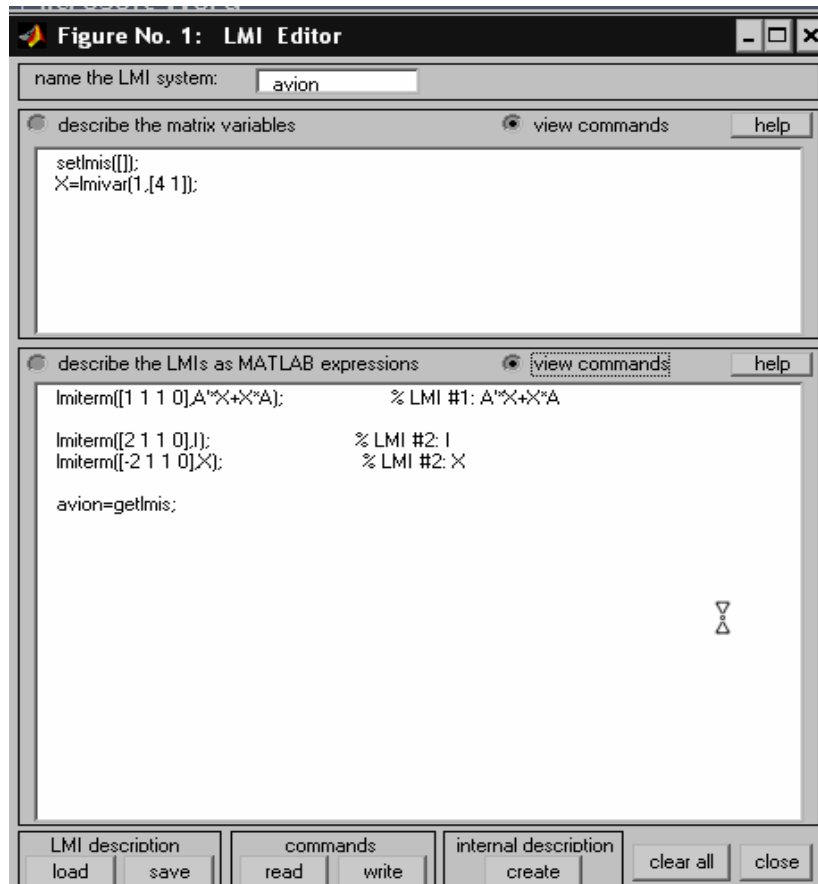 Figure No. 1: LMI Editor
name the LMI system: avion
describe the matrix variables view commands help
setlmis([]);
X=lmivar(1,[4 1]);
describe the LMIs as MATLAB expressions view commands help
lmiterm([1 1 1 0],A'*X+X*A); % LMI #1: A'*X+X*A
lmiterm([2 1 1 0],I); % LMI #2: I
lmiterm([-2 1 1 0],X); % LMI #2: X
avion=getlmis;
LMI description commands internal description
load save read write create clear all close